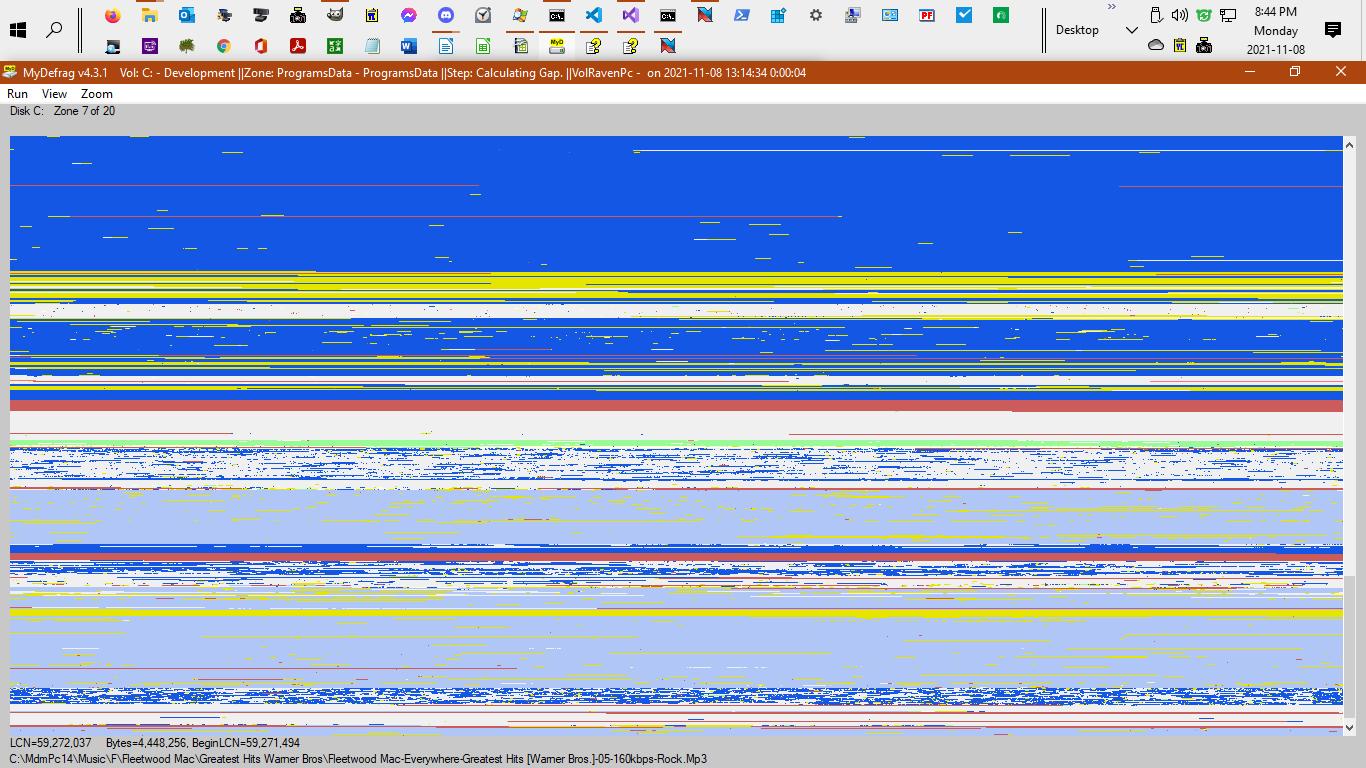 8:44 PM
Desktop
Monday
2021-11-08
MyDefrag v4.3.1 Vol: C: - Development ||Zone: ProgramsData - ProgramsData ||Step: Calculating Gap. ||VolRavenPc - on 2021-11-08 13:14:34 0:00:04
Run View Zoom
Disk C: Zone 7 of 20
LCN=59,272,037 Bytes=4,448,256, BeginLCN=59,271,494
C:\MdmPc14\Music\F\Fleetwood Mac\Greatest Hits Warner Bros\Fleetwood Mac-Everywhere-Greatest Hits [Warner Bros.]-05-160kbps-Rock.Mp3